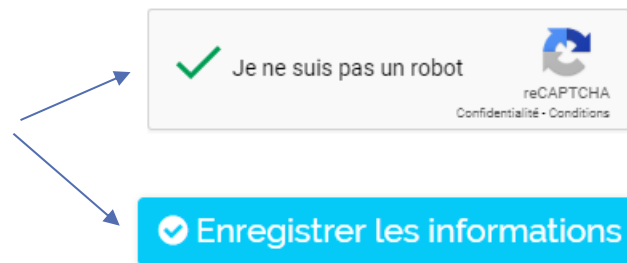 Je ne suis pas un robot
reCAPTCHA
Confidentialité - Conditions
Enregistrer les informations